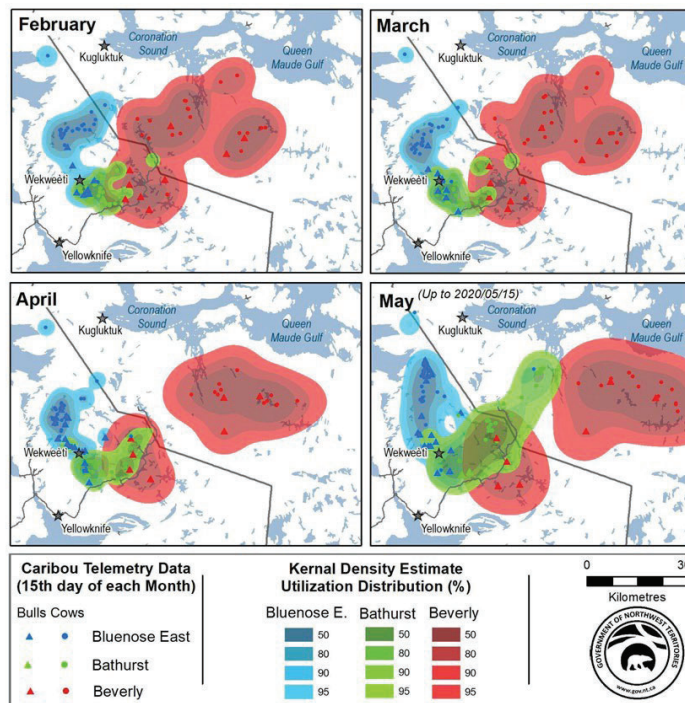 February
Kugluktuk
Coronation
Sound
Queen
Maude Gulf
Wekweètì
Yellowknife
March
Kugluktuk
Coronation
Sound
Queen
Maude Gulf
Wekweètì
Yellowknife
April
Kugluktuk
Coronation
Sound
Queen
Maude Gulf
Wekweètì
Yellowknife
May (Up to 2020/05/15)
Kugluktuk
Coronation
Sound
Queen
Maude Gulf
Wekweètì
Yellowknife
Caribou Telemetry Data
(15th day of each Month)
Bulls Cows
Bluenose East
Bathurst
Beverly
Kernal Density Estimate
Utilization Distribution (%)
Bluenose E. Bathurst Beverly
50 50 50
80 80 80
90 90 90
95 95 95
0 30
Kilometres
GOVERNMENT OF NORTHWEST TERRITORIES
www.gov.nt.ca